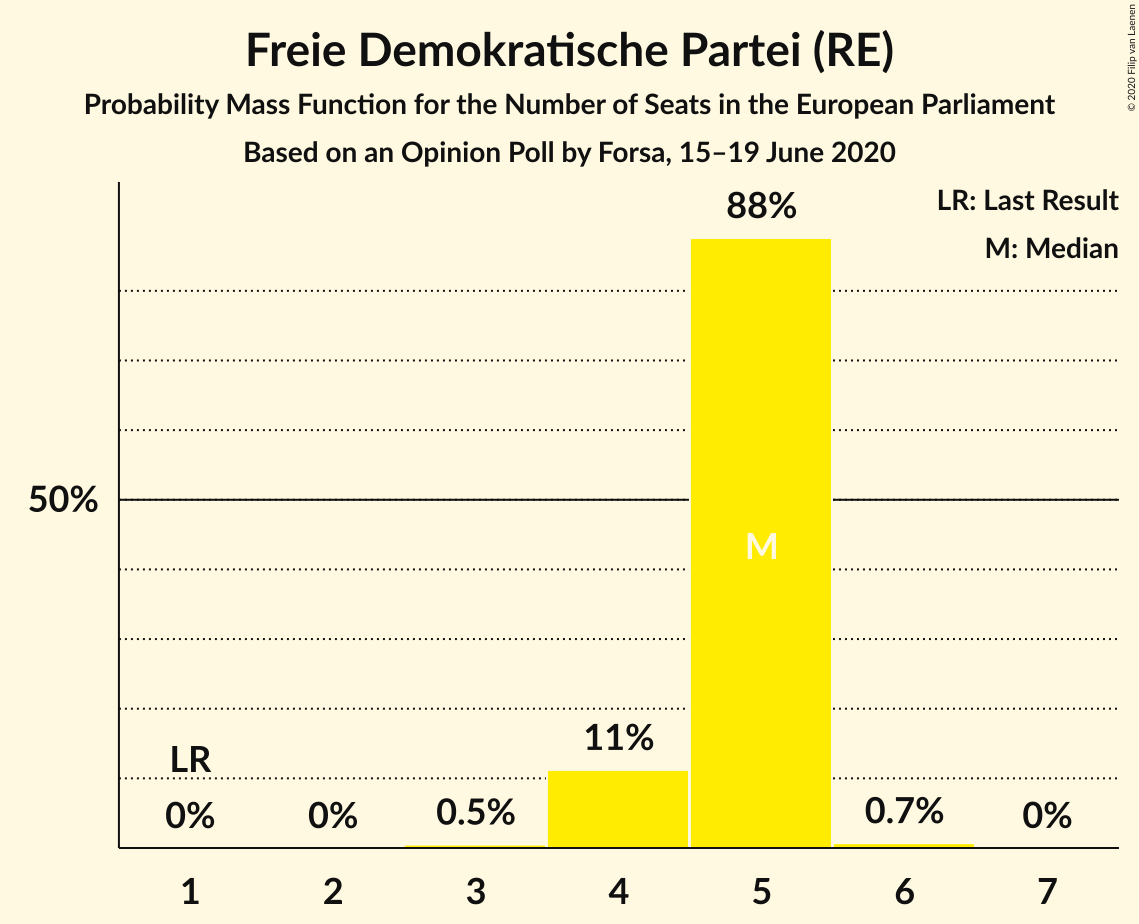 Freie Demokratische Partei (RE)
Probability Mass Function for the Number of Seats in the European Parliament
Based on an Opinion Poll by Forsa, 15–19 June 2020
© 2020 Filip van Laenen
LR: Last Result
M: Median
88%
50%
M
11%
LR
0%
0%
0.5%
0.7%
0%
1 2 3 4 5 6 7